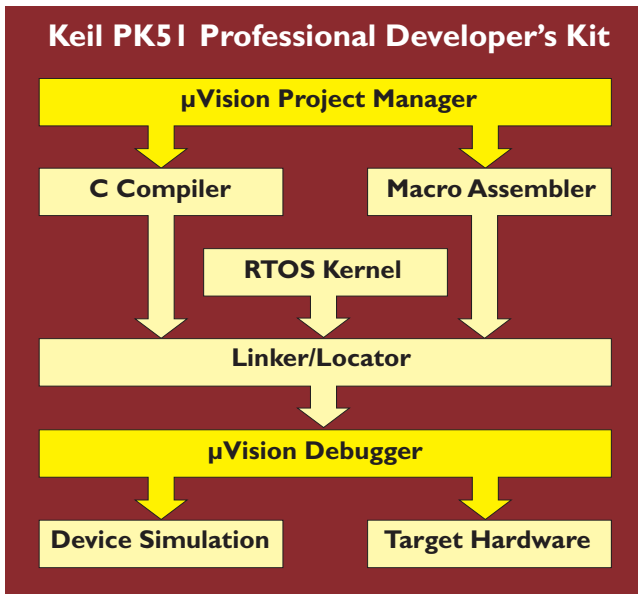 Keil PK51 Professional Developer’s Kit
µVision Project Manager
C Compiler
Macro Assembler
RTOS Kernel
Linker/Locator
µVision Debugger
Device Simulation
Target Hardware